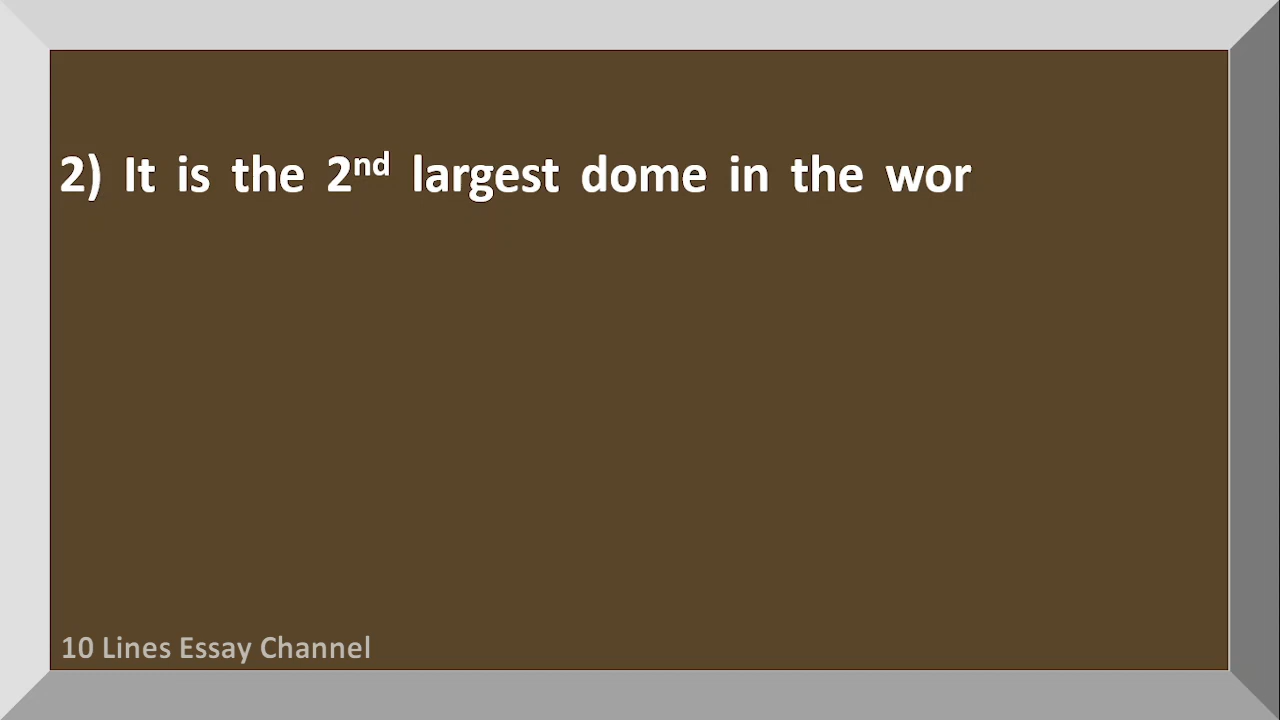 2) It is the 2nd largest dome in the wor
10 Lines Essay Channel